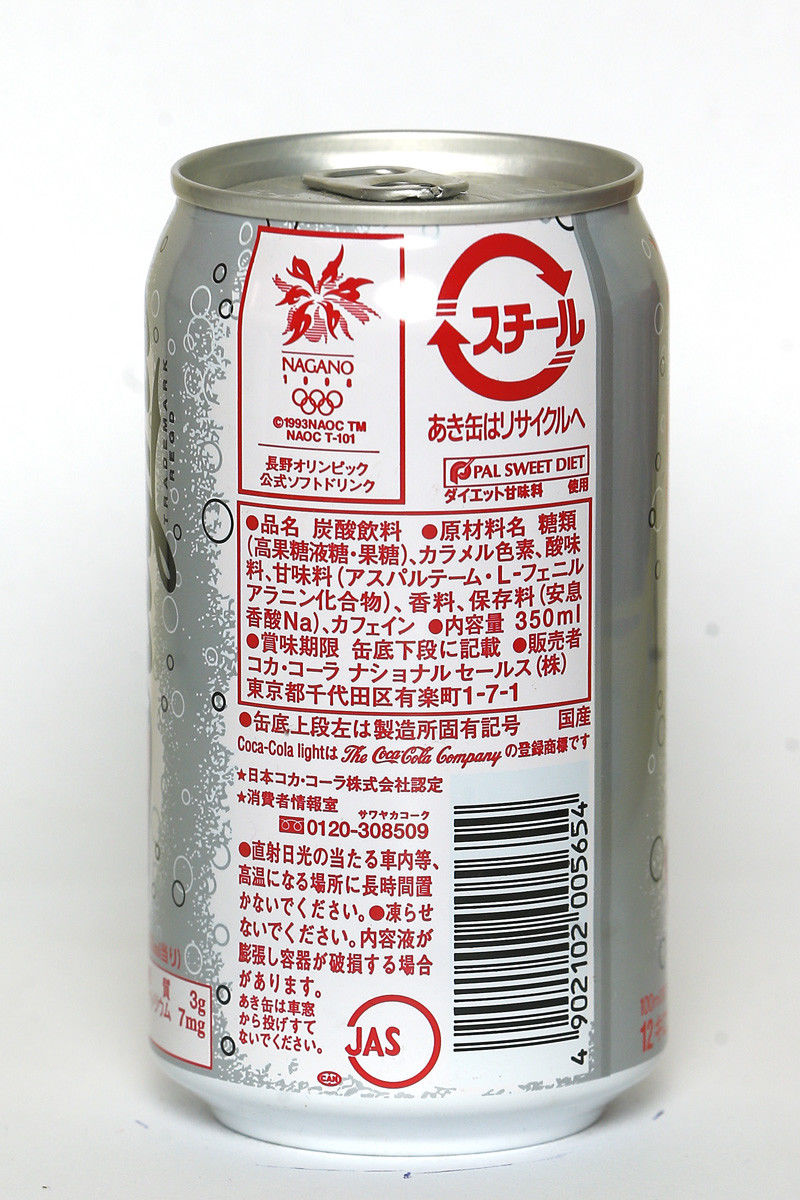 TRADEMARK
REGD
NAGANO
1998
©1993NAOC TM
NAOC T-101
長野オリンピック
公式ソフトドリンク
スチール
あき缶はリサイクルへ
PAL SWEET DIET
ダイエット甘味料 使用
●品名 炭酸飲料 ●原材料名 糖類
(高果糖液糖・果糖)、カラメル色素、酸味
料、甘味料(アスパルテーム・L-フェニル
アラニン化合物)、香料、保存料(安息
香酸Na)、カフェイン ●内容量 350ml
●賞味期限 缶底下段に記載 ●販売者
コカ・コーラ ナショナル セールス(株)
東京都千代田区有楽町1-7-1
●缶底上段左は製造所固有記号 国産
Coca-Cola lightは The Coca-Cola Company の登録商標です
★日本コカ・コーラ株式会社認定
★消費者情報室
サワヤカコーク
0120-308509
●直射日光の当たる車内等、
高温になる場所に長時間置
かないでください。●凍らせ
ないでください。内容液が
膨張し容器が破損する場合
があります。
あき缶は車窓
から投げすて
ないでください。
JAS
CAN
4 902102 005654
当り)
質 3g
ウム 7mg
100m
12